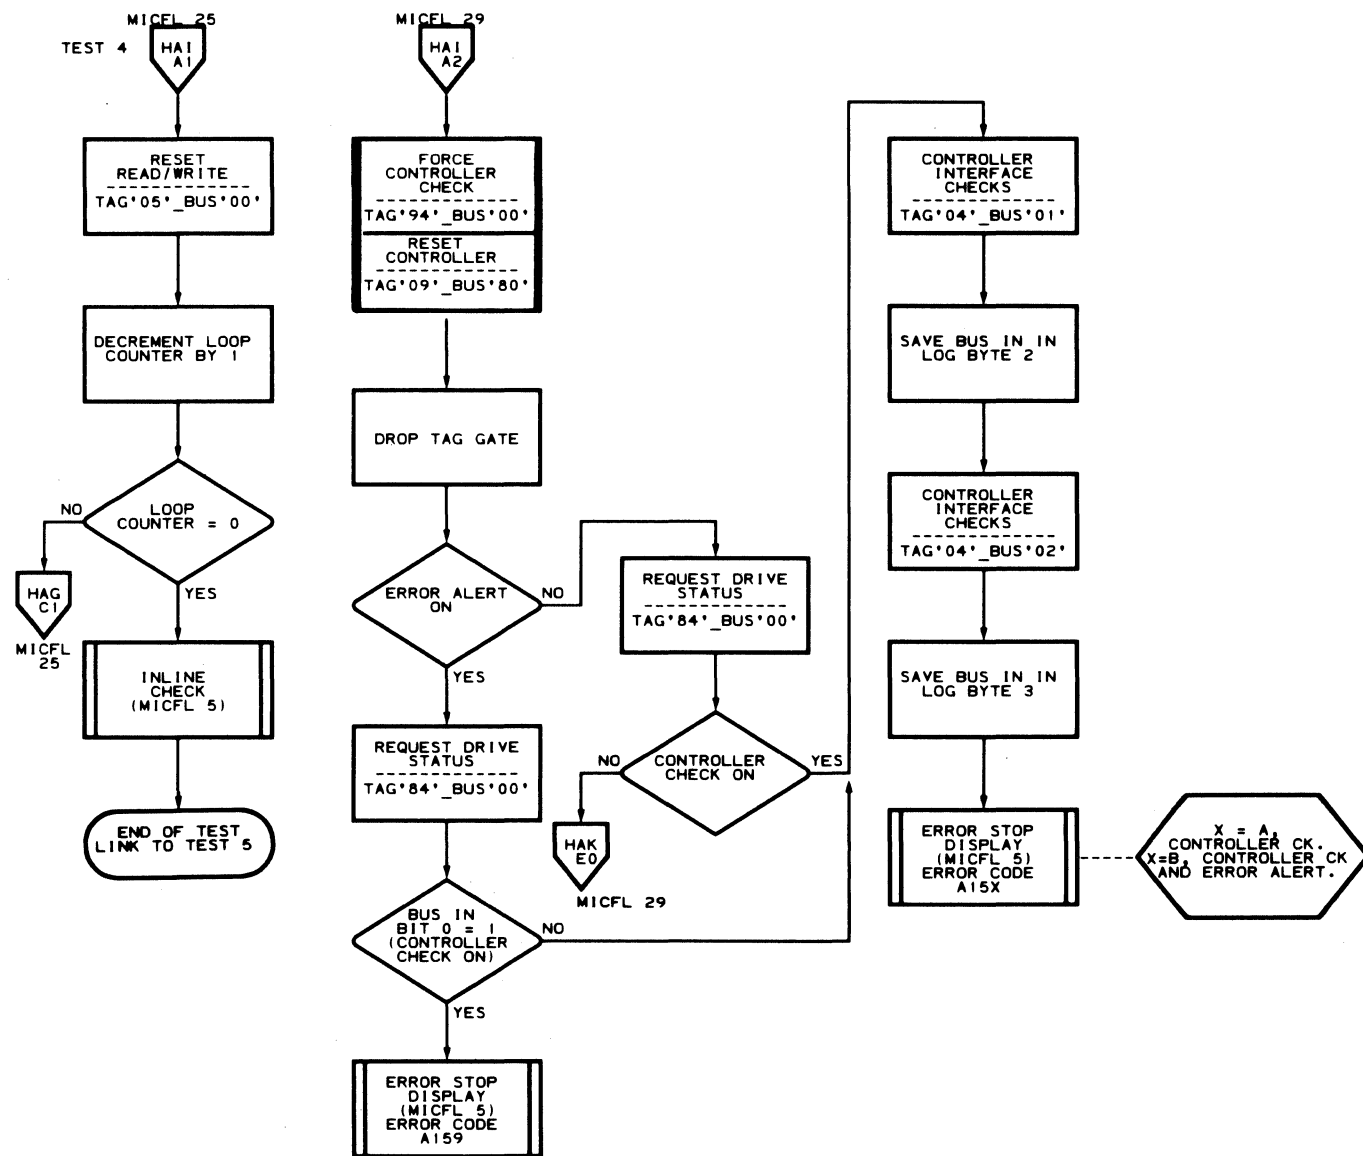 MICFL 25
TEST 4
HAI
A1
RESET
READ/WRITE
TAG'05'_BUS'00'
DECREMENT LOOP
COUNTER BY 1
LOOP
COUNTER = 0
NO
YES
HAG
C1
MICFL
25
INLINE
CHECK
(MICFL 5)
END OF TEST
LINK TO TEST 5
MICFL 29
HAI
A2
FORCE
CONTROLLER
CHECK
TAG'94'_BUS'00'
RESET
CONTROLLER
TAG'09'_BUS'80'
DROP TAG GATE
ERROR ALERT
ON
NO
YES
REQUEST DRIVE
STATUS
TAG'84'_BUS'00'
BUS IN
BIT 0 = 1
(CONTROLLER
CHECK ON)
NO
YES
ERROR STOP
DISPLAY
(MICFL 5)
ERROR CODE
A159
REQUEST DRIVE
STATUS
TAG'84'_BUS'00'
CONTROLLER
CHECK ON
NO
YES
HAK
E0
MICFL 29
CONTROLLER
INTERFACE
CHECKS
TAG'04'_BUS'01'
SAVE BUS IN IN
LOG BYTE 2
CONTROLLER
INTERFACE
CHECKS
TAG'04'_BUS'02'
SAVE BUS IN IN
LOG BYTE 3
ERROR STOP
DISPLAY
(MICFL 5)
ERROR CODE
A15X
X = A,
CONTROLLER CK.
X=B, CONTROLLER CK
AND ERROR ALERT.